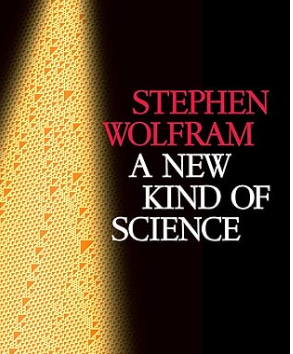 STEPHEN
WOLFRAM
A NEW
KIND OF
SCIENCE